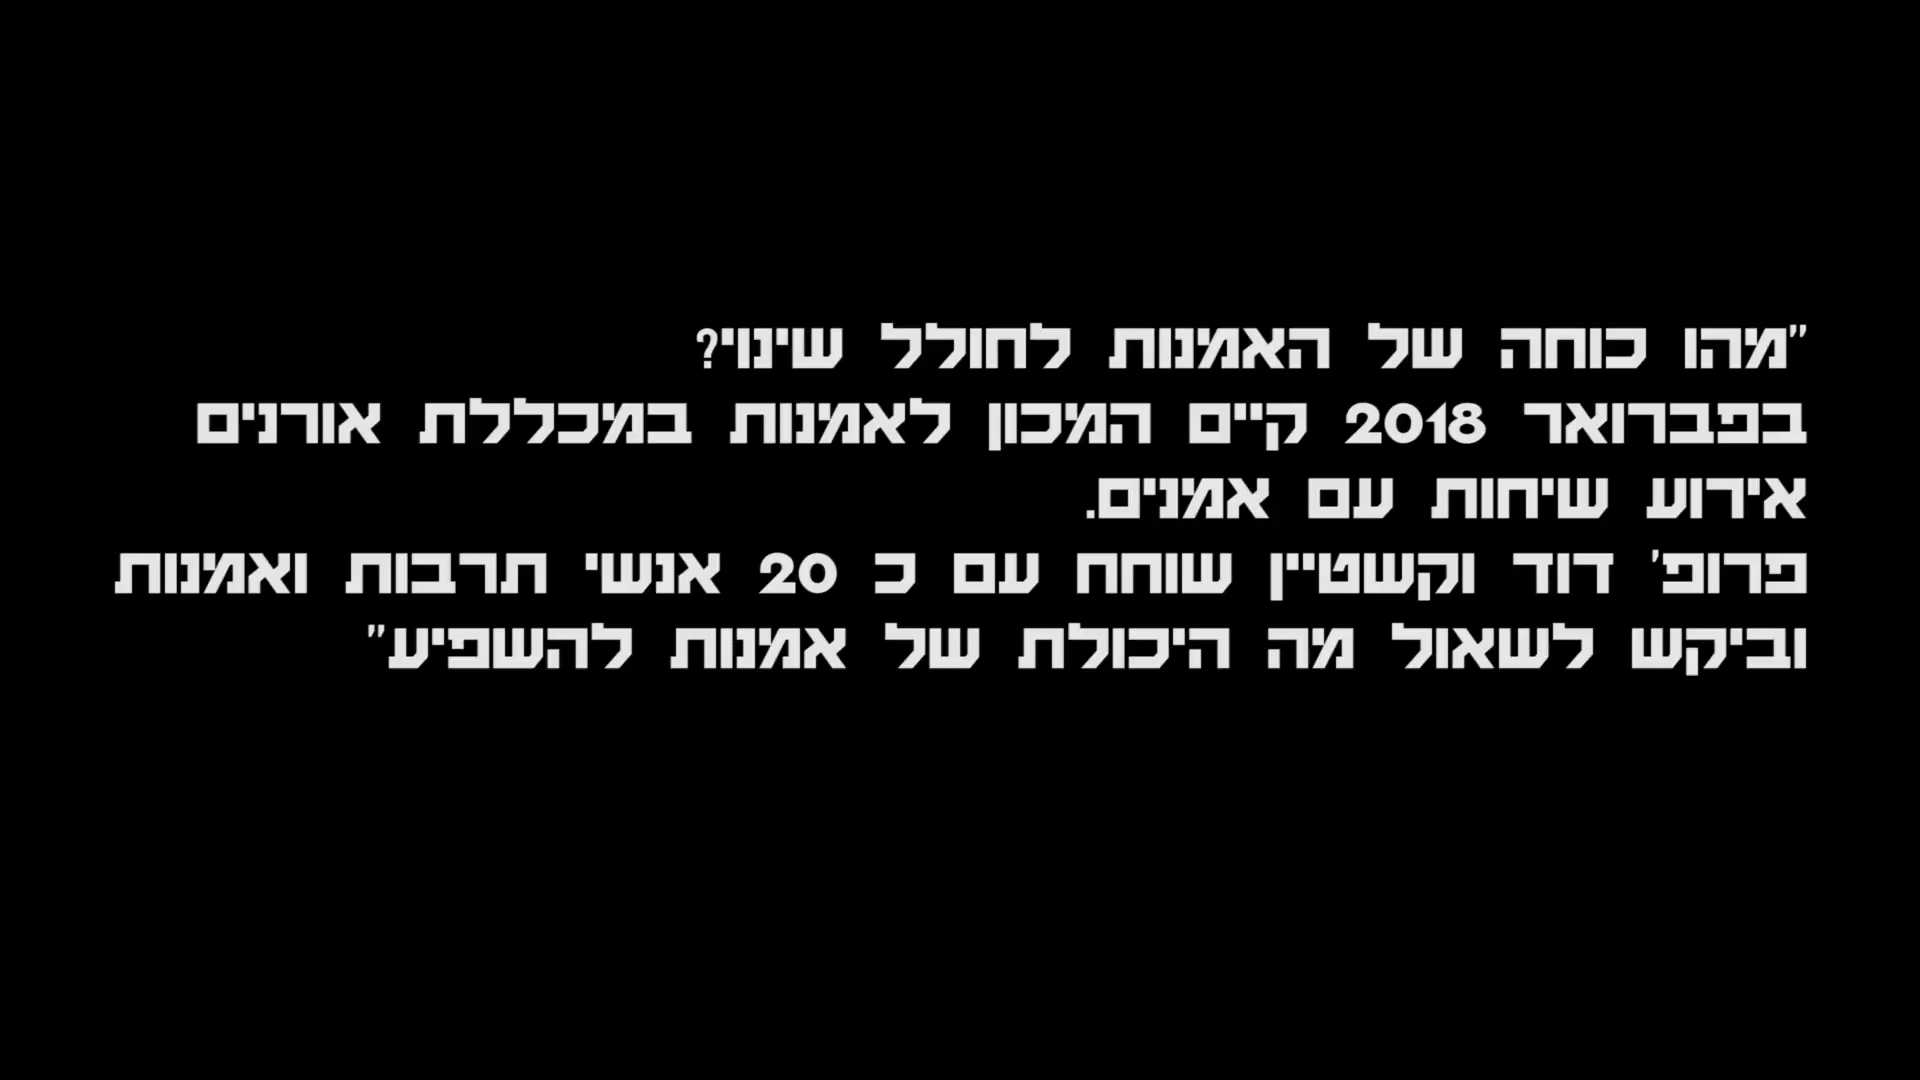 "מהו כוחה של האמנות לחולל שינוי?
בפברואר 2018 קיים המכון לאמנות במכללת אורנים
אירוע שיחות עם אמנים.
פרופ' דוד וקשטיין שוחח עם כ 20 אנשי תרבות ואמנות
וביקש לשאול מה היכולת של אמנות להשפיע"